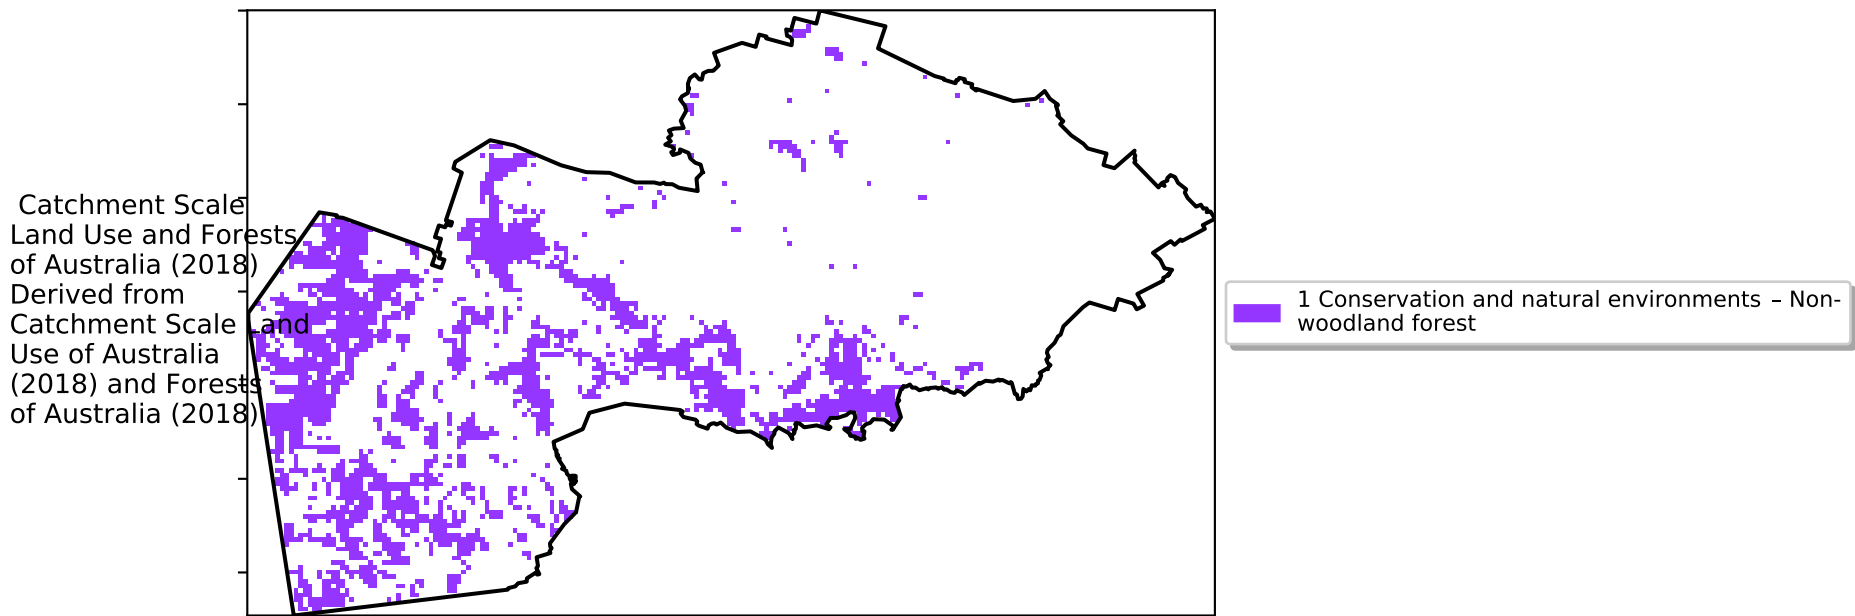 Catchment Scale
Land Use and Forests
of Australia (2018)
Derived from
Catchment Scale Land
Use of Australia
(2018) and Forests
of Australia (2018)
1 Conservation and natural environments – Non-
woodland forest